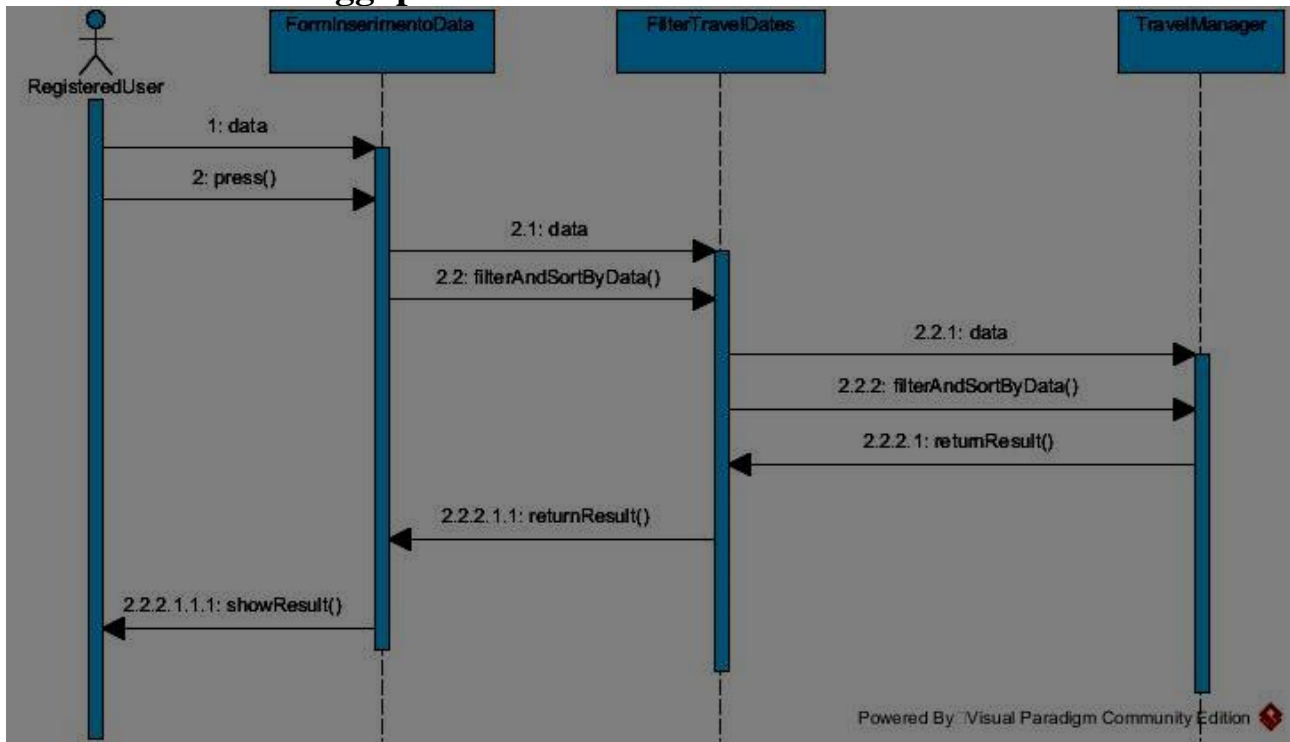 FormInserimentoData
FilterTravelDates
TravelManager
RegisteredUser
1: data
2: press()
2.1: data
2.2: filterAndSortByData()
2.2.1: data
2.2.2: filterAndSortByData()
2.2.2.1: returnResult()
2.2.2.1.1: returnResult()
2.2.2.1.1.1: showResult()
Powered By Visual Paradigm Community Edition